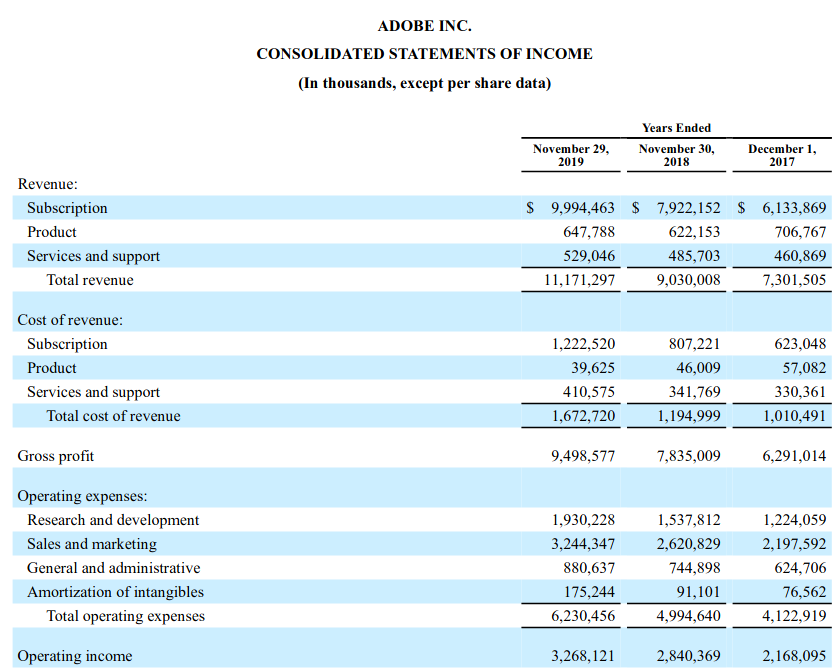 ADOBE INC.
CONSOLIDATED STATEMENTS OF INCOME
(In thousands, except per share data)
Years Ended
November 29, 2019 November 30, 2018 December 1, 2017
Revenue:
Subscription $ 9,994,463 $ 7,922,152 $ 6,133,869
Product 647,788 622,153 706,767
Services and support 529,046 485,703 460,869
Total revenue 11,171,297 9,030,008 7,301,505
Cost of revenue:
Subscription 1,222,520 807,221 623,048
Product 39,625 46,009 57,082
Services and support 410,575 341,769 330,361
Total cost of revenue 1,672,720 1,194,999 1,010,491
Gross profit 9,498,577 7,835,009 6,291,014
Operating expenses:
Research and development 1,930,228 1,537,812 1,224,059
Sales and marketing 3,244,347 2,620,829 2,197,592
General and administrative 880,637 744,898 624,706
Amortization of intangibles 175,244 91,101 76,562
Total operating expenses 6,230,456 4,994,640 4,122,919
Operating income 3,268,121 2,840,369 2,168,095